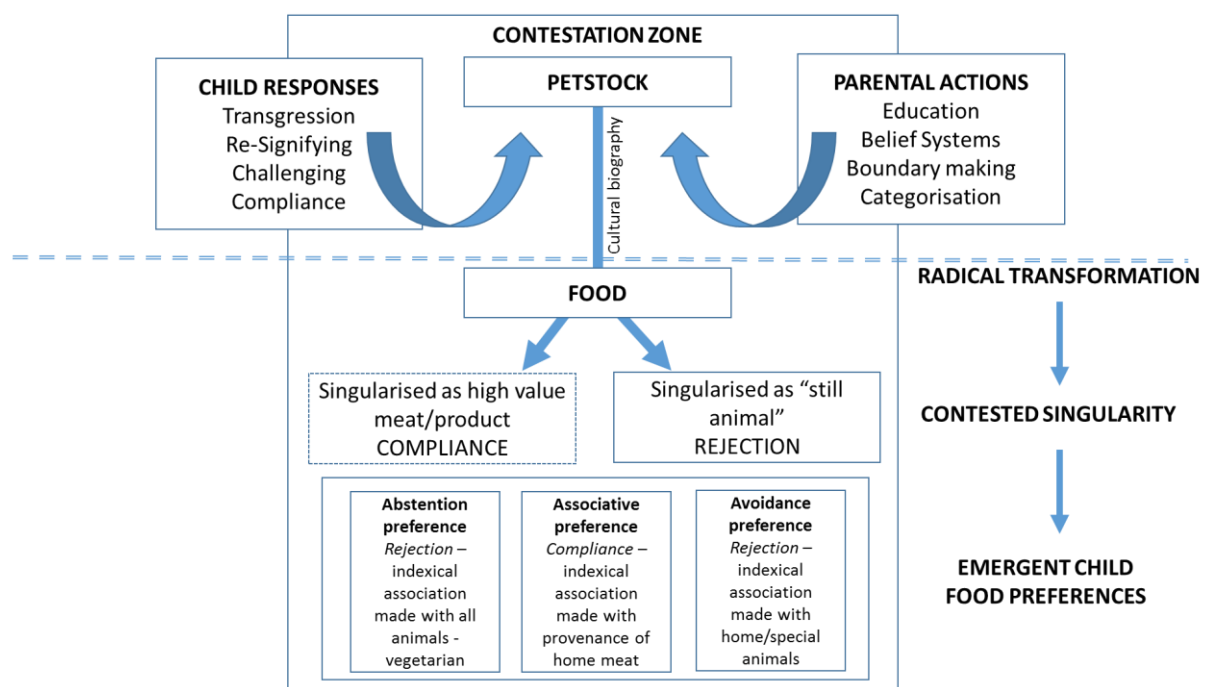 CONTESTATION ZONE
CHILD RESPONSES
Transgression
Re-Signifying
Challenging
Compliance
PETSTOCK
PARENTAL ACTIONS
Education
Belief Systems
Boundary making
Categorisation
Cultural biography
FOOD
RADICAL TRANSFORMATION
Singularised as high value
meat/product
COMPLIANCE
Singularised as “still
animal”
REJECTION
CONTESTED SINGULARITY
Abstention
preference
Rejection –
indexical
association
made with all
animals -
vegetarian
Associative
preference
Compliance –
indexical
association
made with
provenance of
home meat
Avoidance
preference
Rejection –
indexical
association
made with
home/special
animals
EMERGENT CHILD
FOOD PREFERENCES